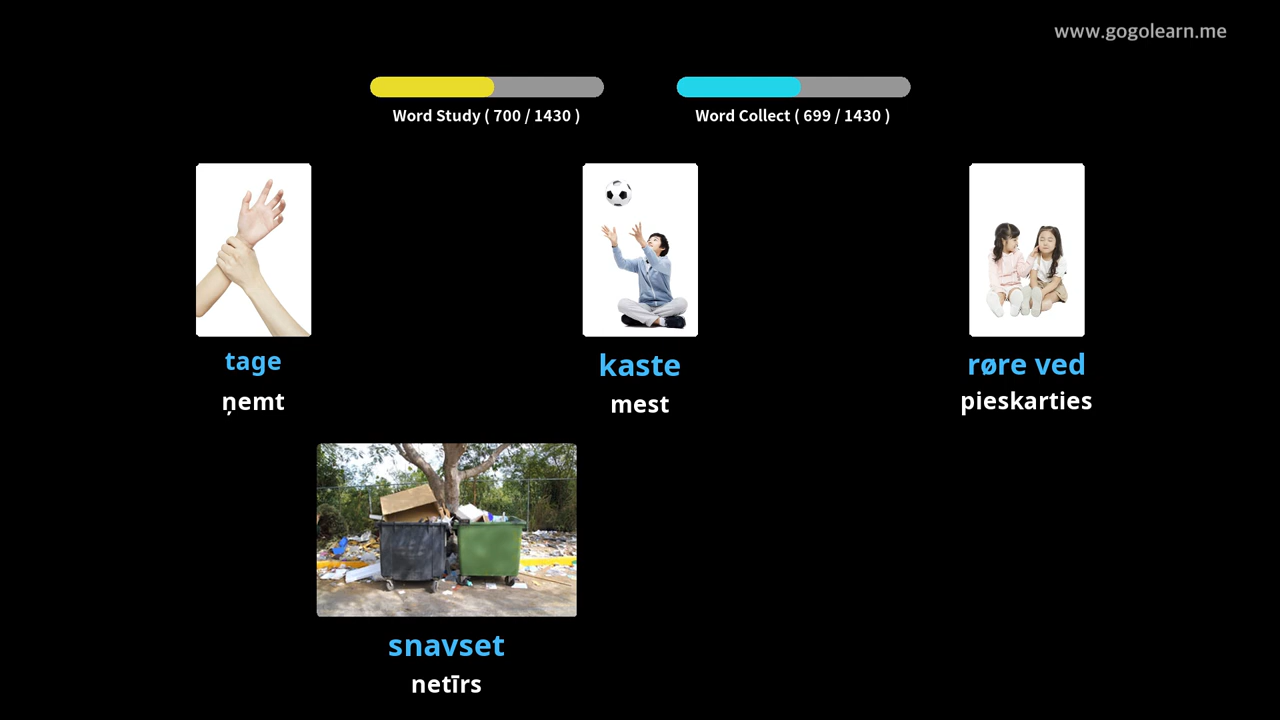 www.gogolearn.me
Word Study ( 700 / 1430 )
Word Collect ( 699 / 1430 )
tage
ņemt
kaste
mest
røre ved
pieskarties
snavset
netīrs